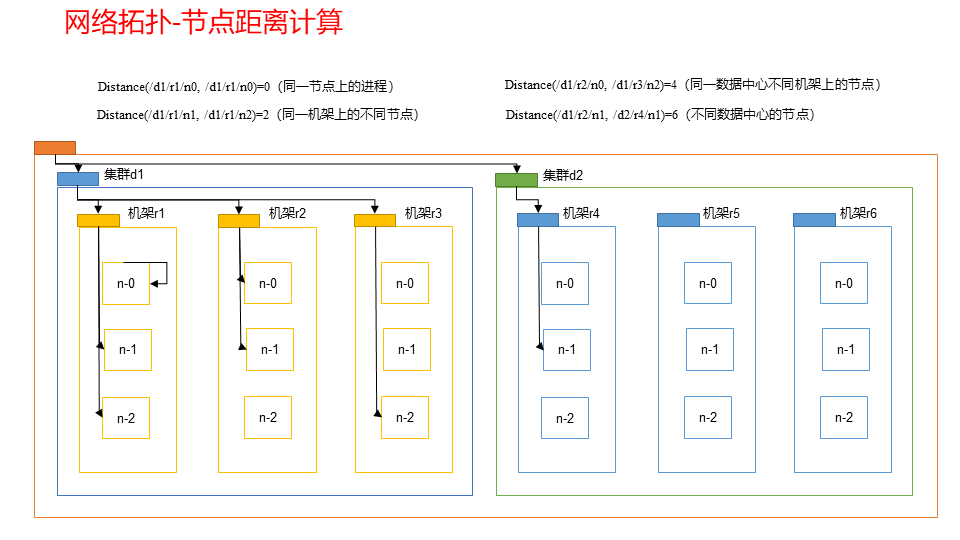 网络拓扑-节点距离计算
Distance(/d1/r1/n0, /d1/r1/n0)=0（同一节点上的进程）
Distance(/d1/r2/n0, /d1/r3/n2)=4（同一数据中心不同机架上的节点）
Distance(/d1/r1/n1, /d1/r1/n2)=2（同一机架上的不同节点）
Distance(/d1/r2/n1, /d2/r4/n1)=6（不同数据中心的节点）
集群d1
集群d2
机架r1
机架r2
机架r3
机架r4
机架r5
机架r6
n-0
n-0
n-0
n-0
n-0
n-0
n-1
n-1
n-1
n-1
n-1
n-1
n-2
n-2
n-2
n-2
n-2
n-2